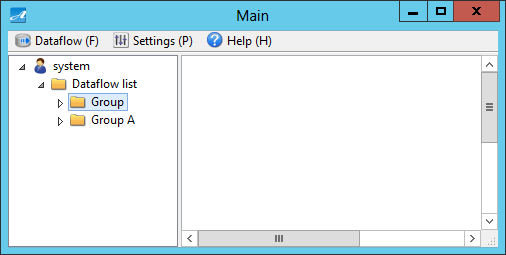 Main
Dataflow (F) Settings (P) Help (H)
system
Dataflow list
Group
Group A